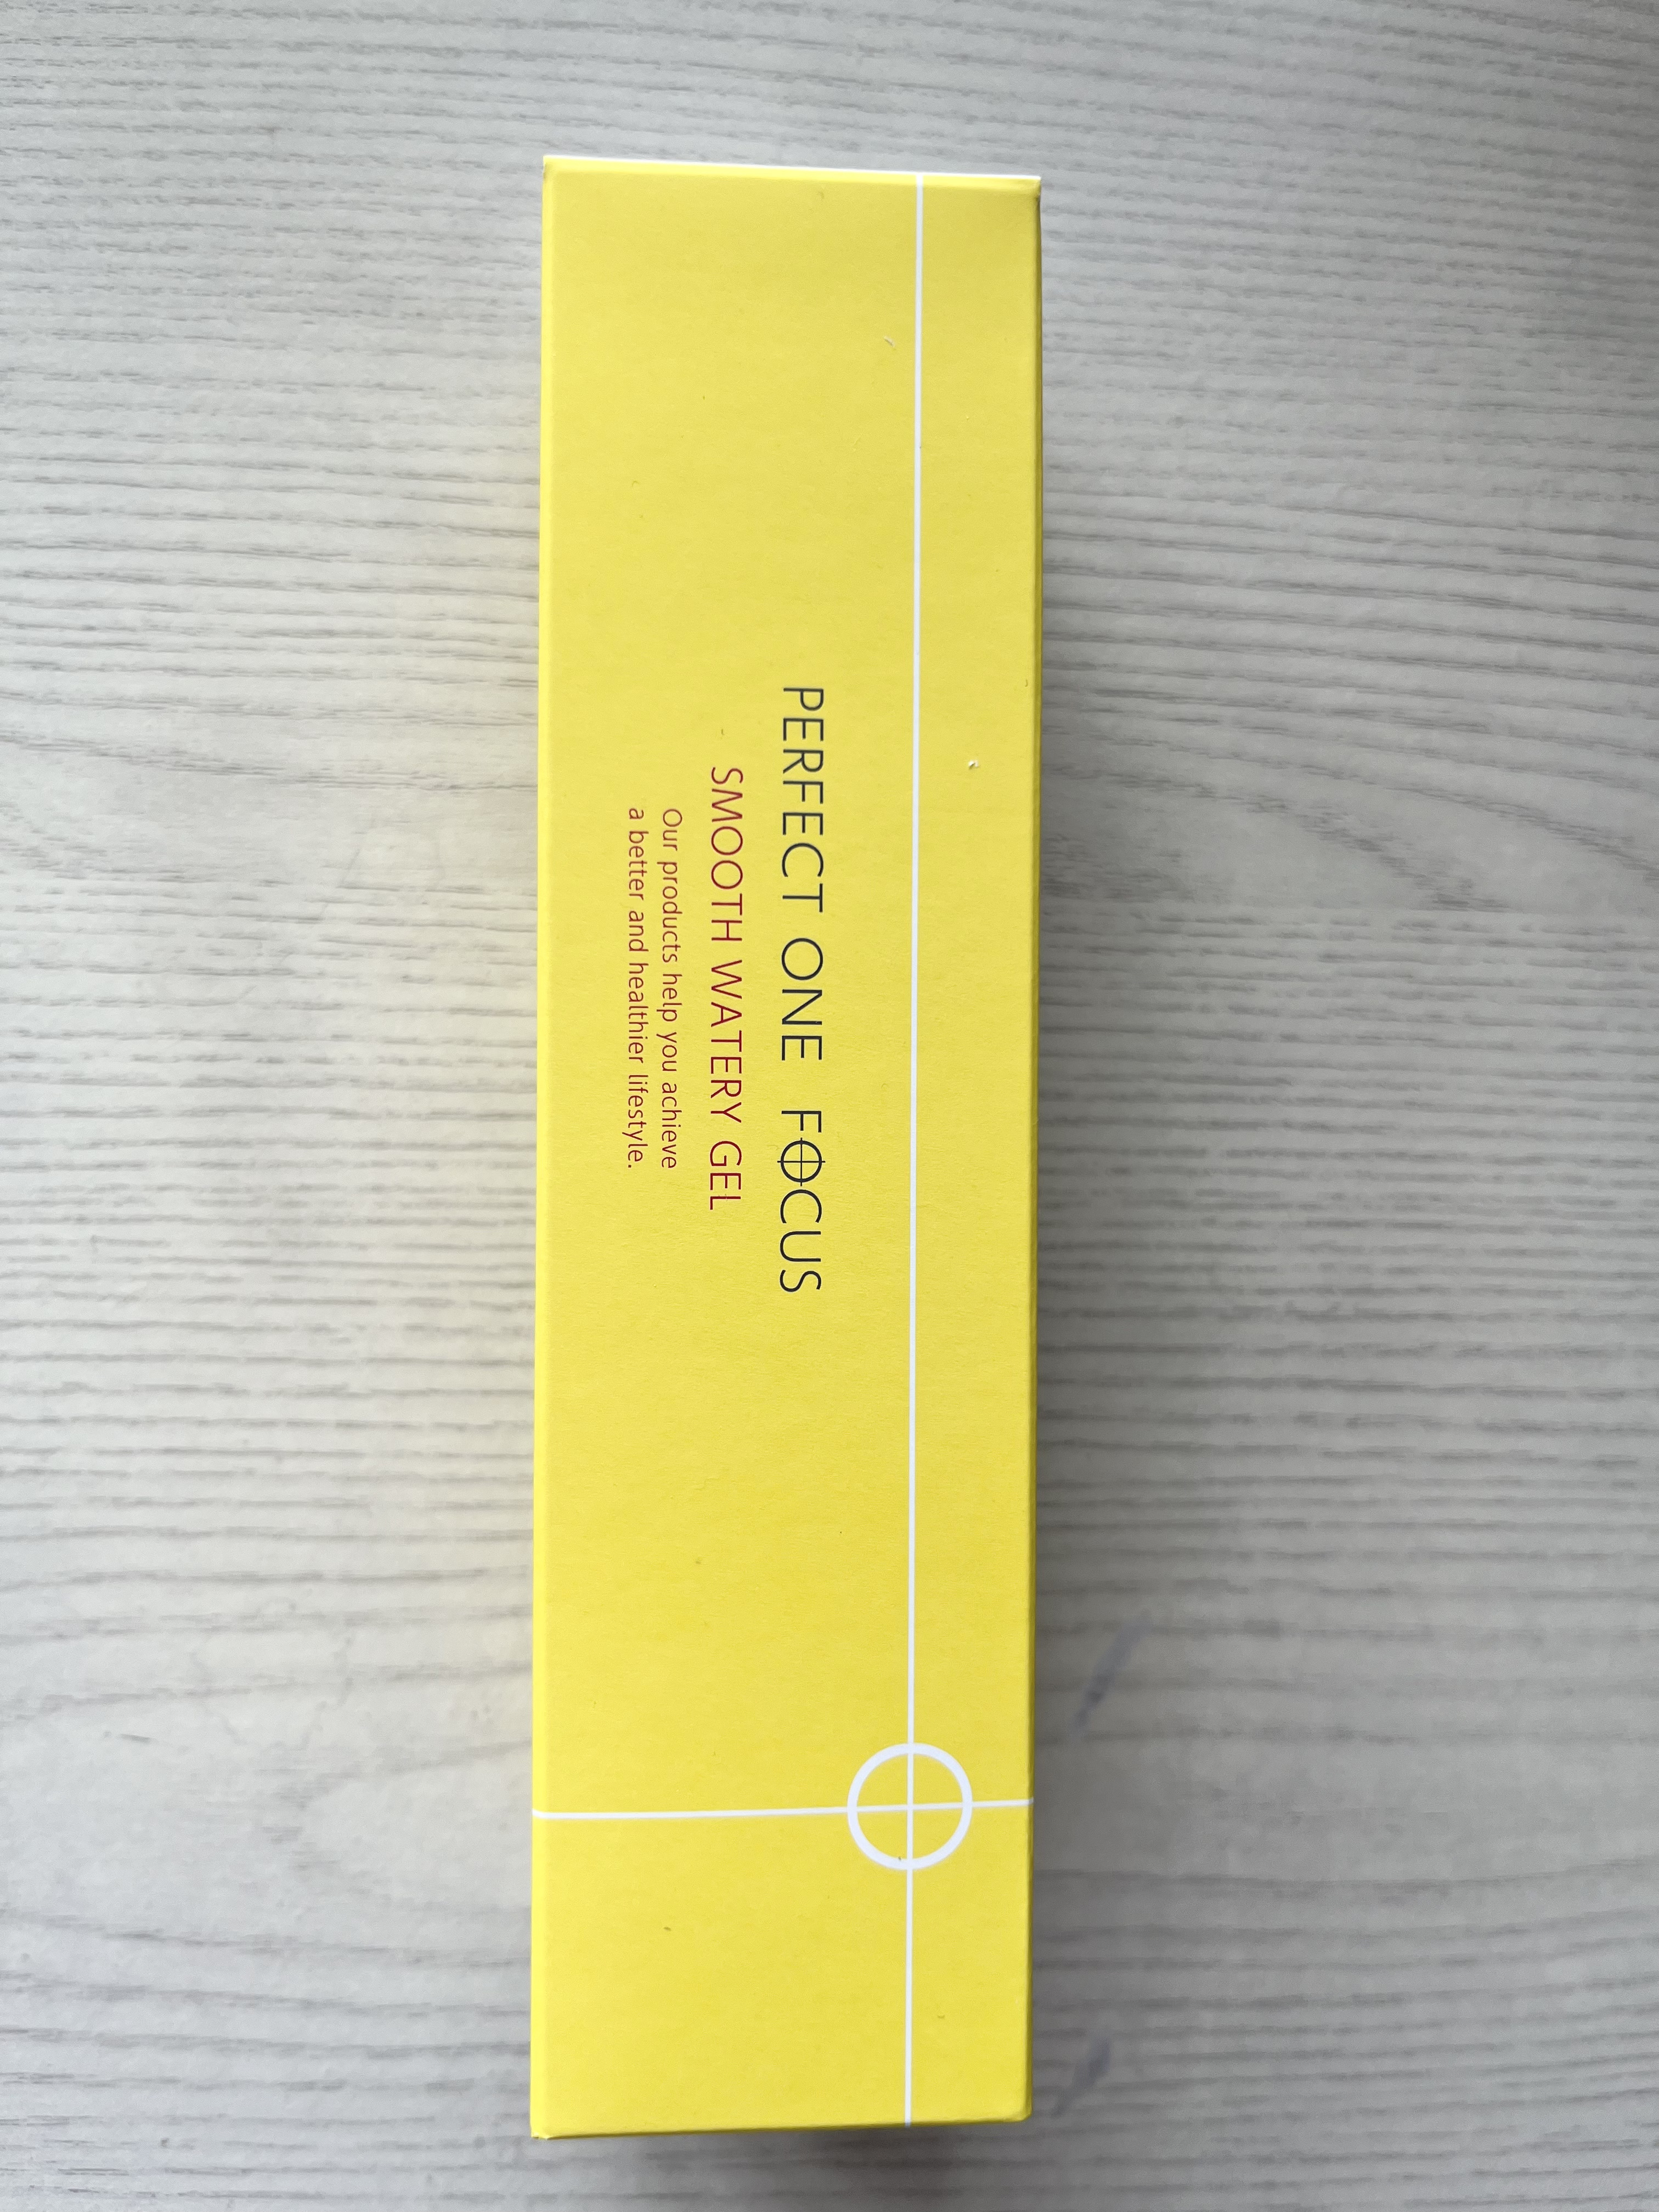 PERFECT ONE FOCUS
SMOOTH WATERY GEL
Our products help you achieve
a better and healthier lifestyle.